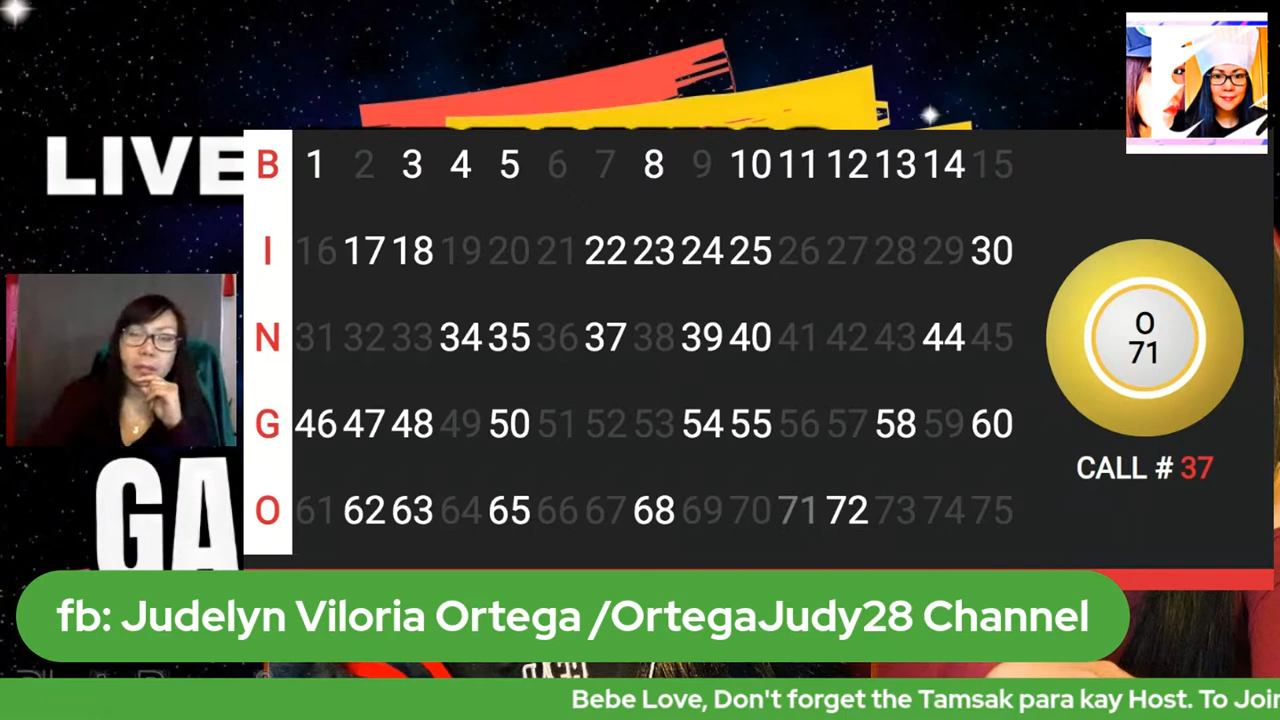 LIVE
B 1 2 3 4 5 6 7 8 9 10 11 12 13 14 15
I 16 17 18 19 20 21 22 23 24 25 26 27 28 29 30
N 31 32 33 34 35 36 37 38 39 40 41 42 43 44 45
G 46 47 48 49 50 51 52 53 54 55 56 57 58 59 60
O 61 62 63 64 65 66 67 68 69 70 71 72 73 74 75
O
71
CALL # 37
GA
fb: Judelyn Viloria Ortega /OrtegaJudy28 Channel
Bebe Love, Don't forget the Tamsak para kay Host. To Join